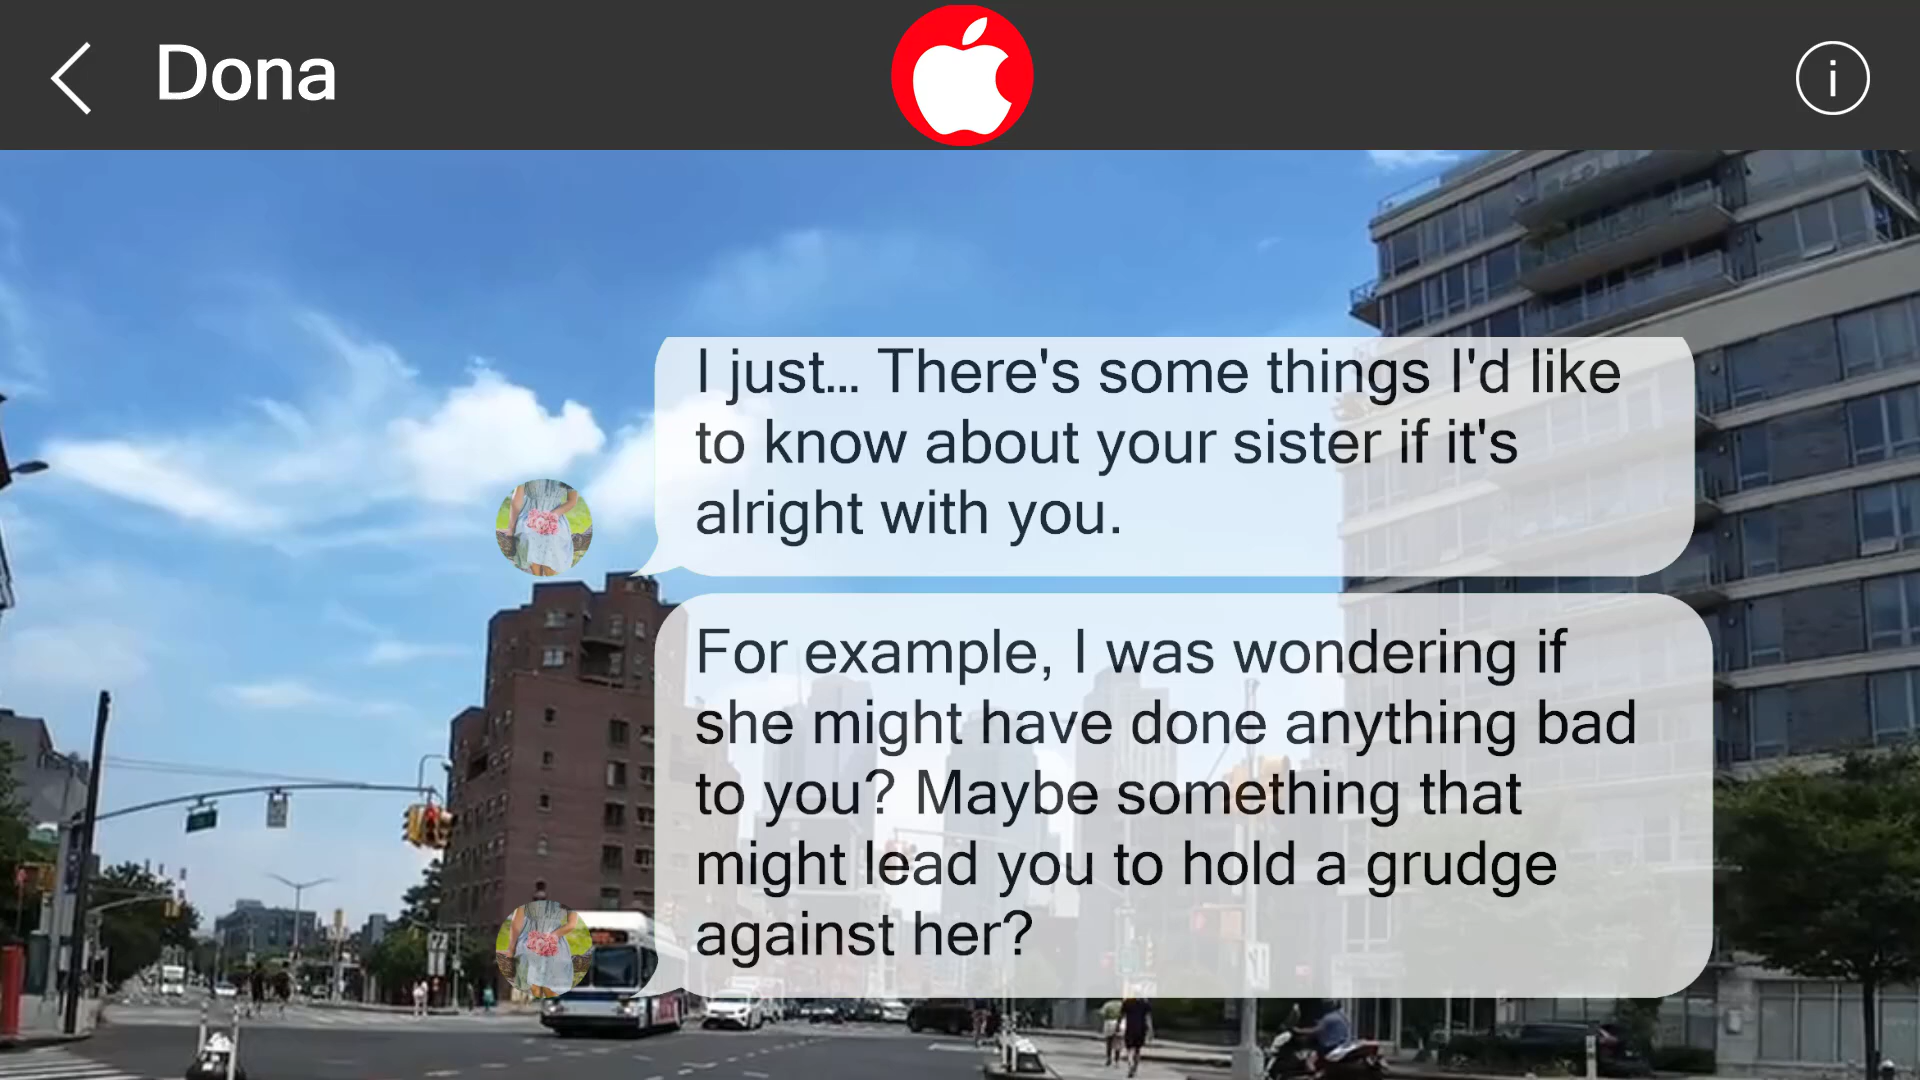 Dona
I just... There's some things I'd like
to know about your sister if it's
alright with you.
For example, I was wondering if
she might have done anything bad
to you? Maybe something that
might lead you to hold a grudge
against her?